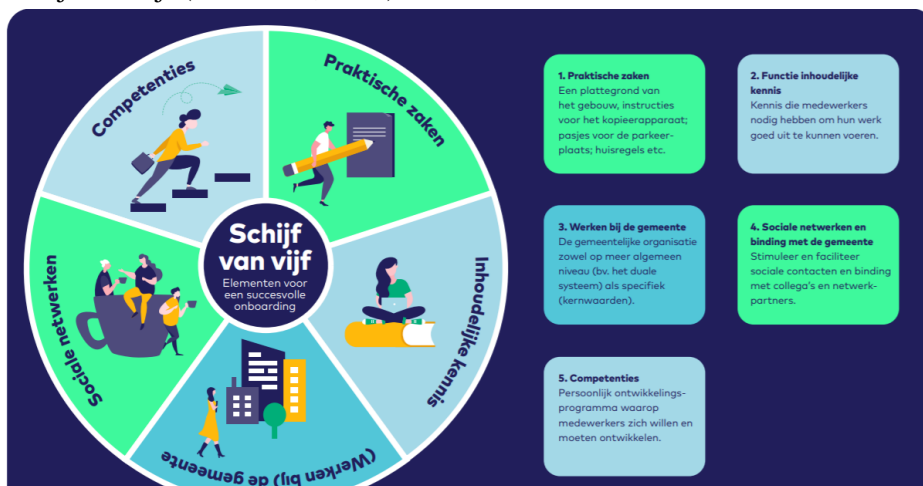 Competenties
Praktische zaken
Inhoudelijke kennis
(Werken bij) de gemeente
Sociale netwerken
Schijf
van vijf
Elementen voor
een succesvolle
onboarding
1. Praktische zaken
Een plattegrond van
het gebouw, instructies
voor het kopieerapparaat;
pasjes voor de parkeer-
plaats; huisregels etc.
2. Functie inhoudelijke
kennis
Kennis die medewerkers
nodig hebben om hun werk
goed uit te kunnen voeren.
3. Werken bij de gemeente
De gemeentelijke organisatie
zowel op meer algemeen
niveau (bv. het duale
systeem) als specifiek
(kernwaarden).
4. Sociale netwerken en
binding met de gemeente
Stimuleer en faciliteer
sociale contacten en binding
met collega's en netwerk-
partners.
5. Competenties
Persoonlijk ontwikkelings-
programma waarop
medewerkers zich willen en
moeten ontwikkelen.